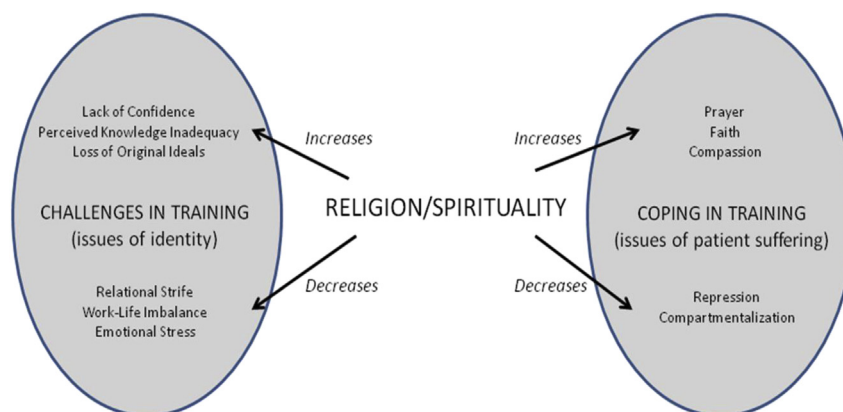 Lack of Confidence
Perceived Knowledge Inadequacy
Loss of Original Ideals
Increases
CHALLENGES IN TRAINING
(issues of identity)
Decreases
Relational Strife
Work-Life Imbalance
Emotional Stress
RELIGION/SPIRITUALITY
Increases
Prayer
Faith
Compassion
COPING IN TRAINING
(issues of patient suffering)
Decreases
Repression
Compartmentalization